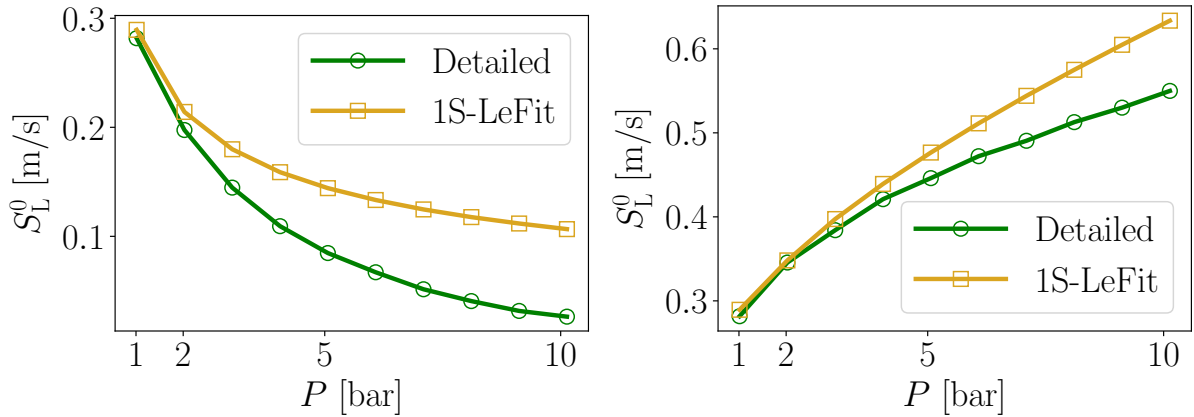 0.3
0.2
0.1
S_L^0 [m/s]
Detailed
1S-LeFit
1 2 5 10
P [bar]
0.6
0.5
0.4
0.3
S_L^0 [m/s]
Detailed
1S-LeFit
1 2 5 10
P [bar]